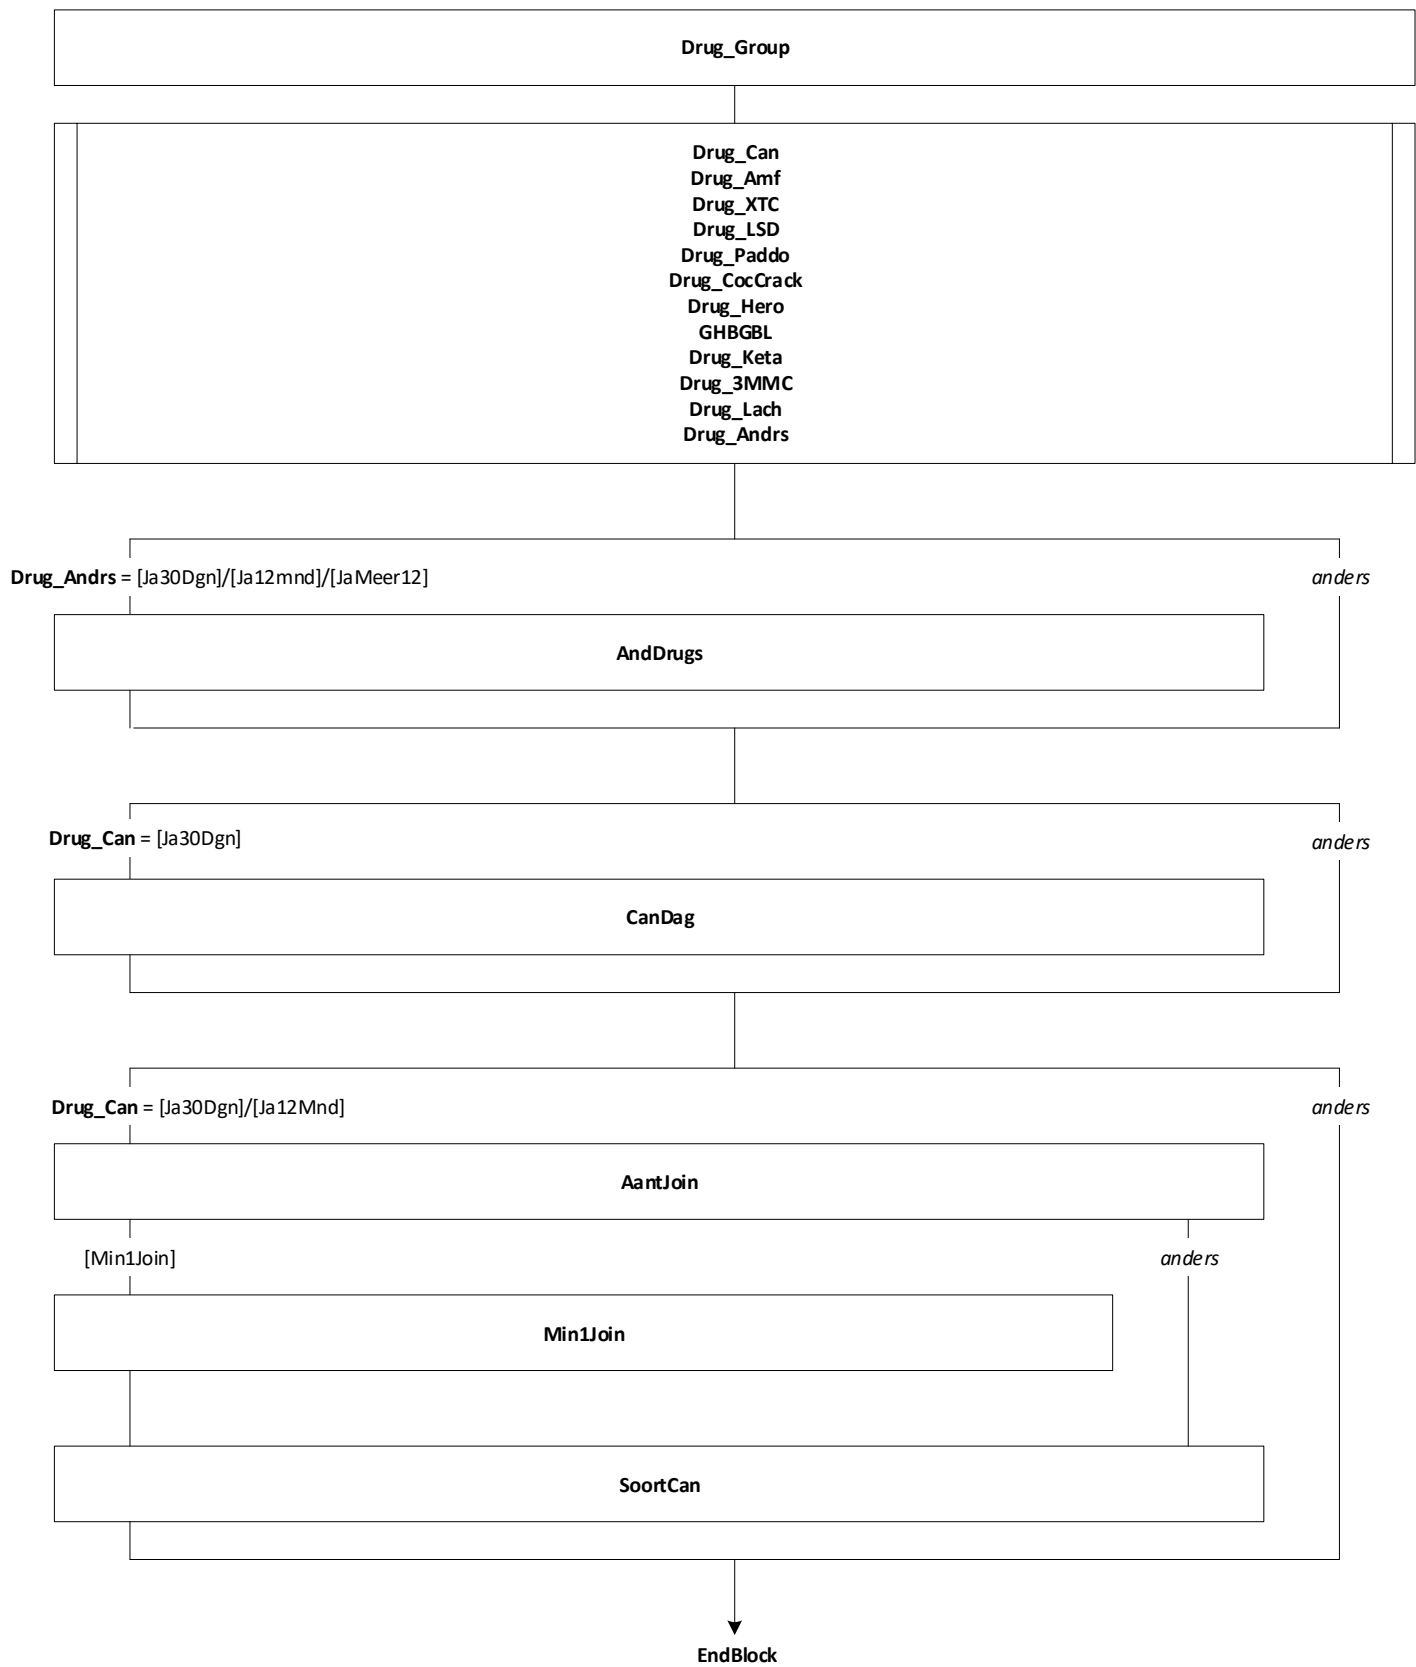 Drug_Group
Drug_Can
Drug_Amf
Drug_XTC
Drug_LSD
Drug_Paddo
Drug_CocCrack
Drug_Hero
GHBGBL
Drug_Keta
Drug_3MMC
Drug_Lach
Drug_Andrs
Drug_Andrs = [Ja30Dgn]/[Ja12mnd]/[JaMeer12] anders
AndDrugs
Drug_Can = [Ja30Dgn] anders
CanDag
Drug_Can = [Ja30Dgn]/[Ja12Mnd] anders
AantJoin
[Min1Join] anders
Min1Join
SoortCan
EndBlock